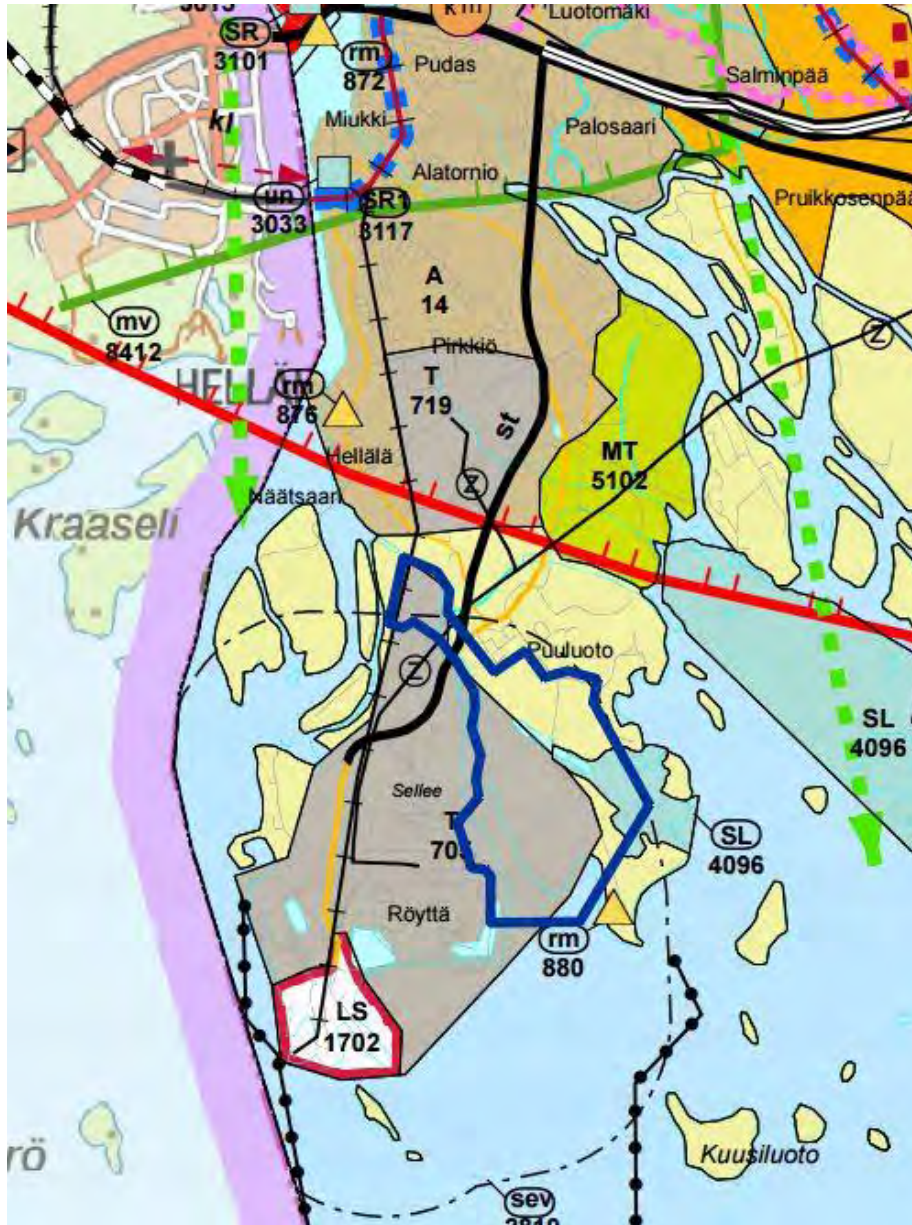 SR
3101
k m
Luotomäki
rm
872
Pudas
Salminpää
kl
Miukki
Palosaari
Alatornio
un
3033
SR1
3117
Pruikkosenpää
A
14
mv
8412
Pirkkiö
HELLÄ
rm
876
T
719
st
MT
5102
Hellälä
Z
Z
Näätsaari
Kraaseli
Puuluoto
Z
SL
4096
Sellee
T
SL
4096
Röyttä
rm
880
LS
1702
Kuusiluoto
rö
sev